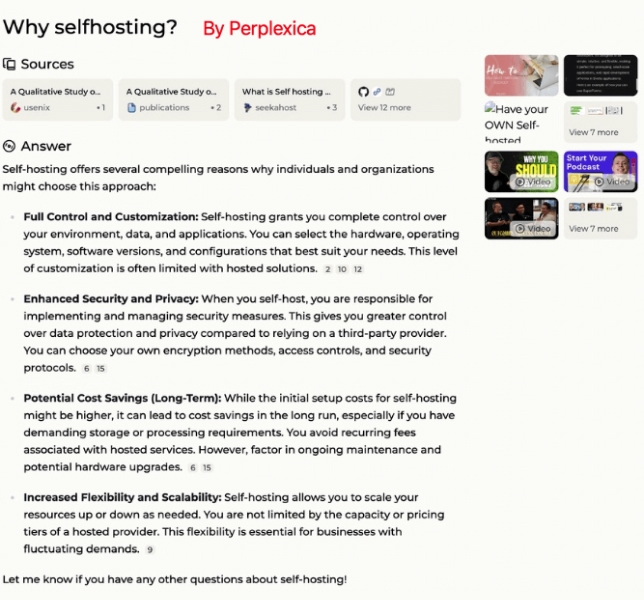 Why selfhosting? By Perplexica
Sources
A Qualitative Study o...
usenix • 1
A Qualitative Study o...
publications • 2
What is Self hosting ...
seekahost • 3
View 12 more
Answer
Self-hosting offers several compelling reasons why individuals and organizations
might choose this approach:
Full Control and Customization: Self-hosting grants you complete control over
your environment, data, and applications. You can select the hardware, operating
system, software versions, and configurations that best suit your needs. This level
of customization is often limited with hosted solutions. 2 10 12
Enhanced Security and Privacy: When you self-host, you are responsible for
implementing and managing security measures. This gives you greater control
over data protection and privacy compared to relying on a third-party provider.
You can choose your own encryption methods, access controls, and security
protocols. 6 15
Potential Cost Savings (Long-Term): While the initial setup costs for self-hosting
might be higher, it can lead to cost savings in the long run, especially if you have
demanding storage or processing requirements. You avoid recurring fees
associated with hosted services. However, factor in ongoing maintenance and
potential hardware upgrades. 6 15
Increased Flexibility and Scalability: Self-hosting allows you to scale your
resources up or down as needed. You are not limited by the capacity or pricing
tiers of a hosted provider. This flexibility is essential for businesses with
fluctuating demands. 9
Let me know if you have any other questions about self-hosting!
How to
Have your
OWN Self-
hosted
View 7 more
WHY YOU
SHOULD
Video
Start Your
Podcast
Video
Video
View 7 more